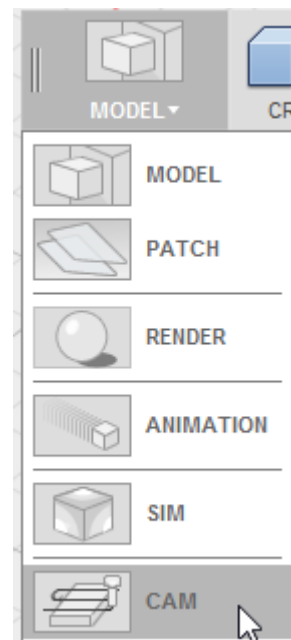 MODEL▾
CR
MODEL
PATCH
RENDER
ANIMATION
SIM
CAM